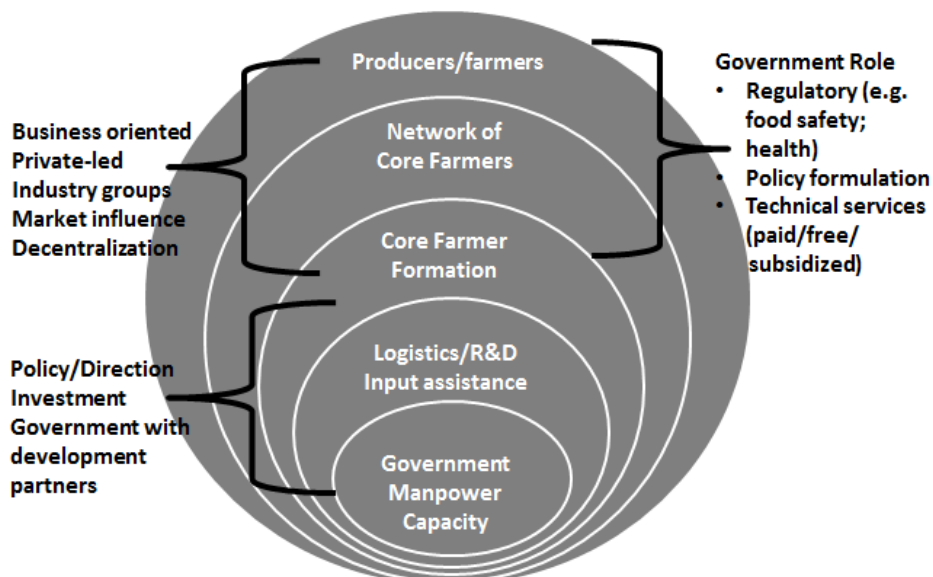 Producers/farmers
Network of
Core Farmers
Core Farmer
Formation
Logistics/R&D
Input assistance
Government
Manpower
Capacity
Business oriented
Private-led
Industry groups
Market influence
Decentralization
Policy/Direction
Investment
Government with
development
partners
Government Role
• Regulatory (e.g.
food safety;
health)
• Policy formulation
• Technical services
(paid/free/
subsidized)